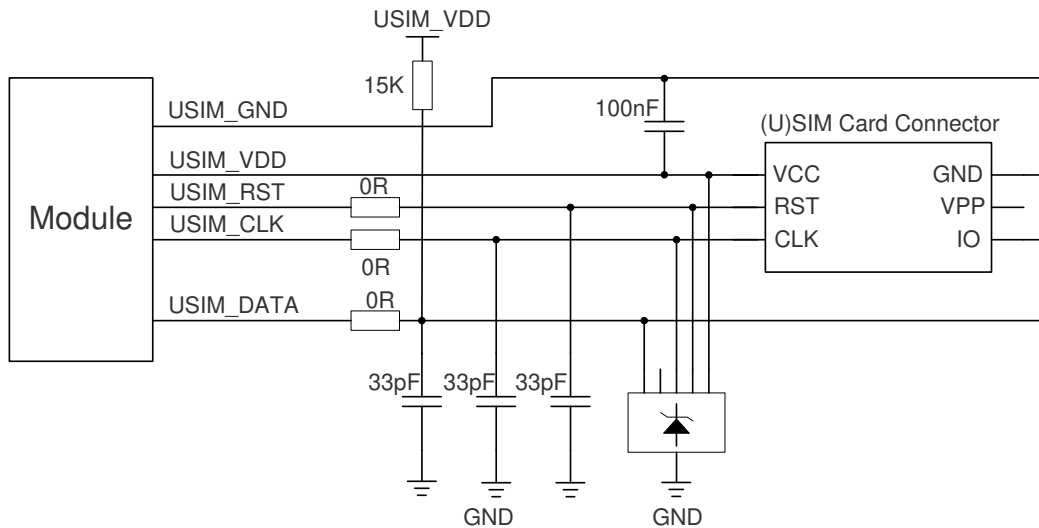 USIM_VDD
15K
USIM_GND
100nF
(U)SIM Card Connector
USIM_VDD
VCC
GND
USIM_RST
0R
RST
VPP
Module
USIM_CLK
CLK
IO
0R
USIM_DATA
0R
33pF
33pF
33pF
GND
GND